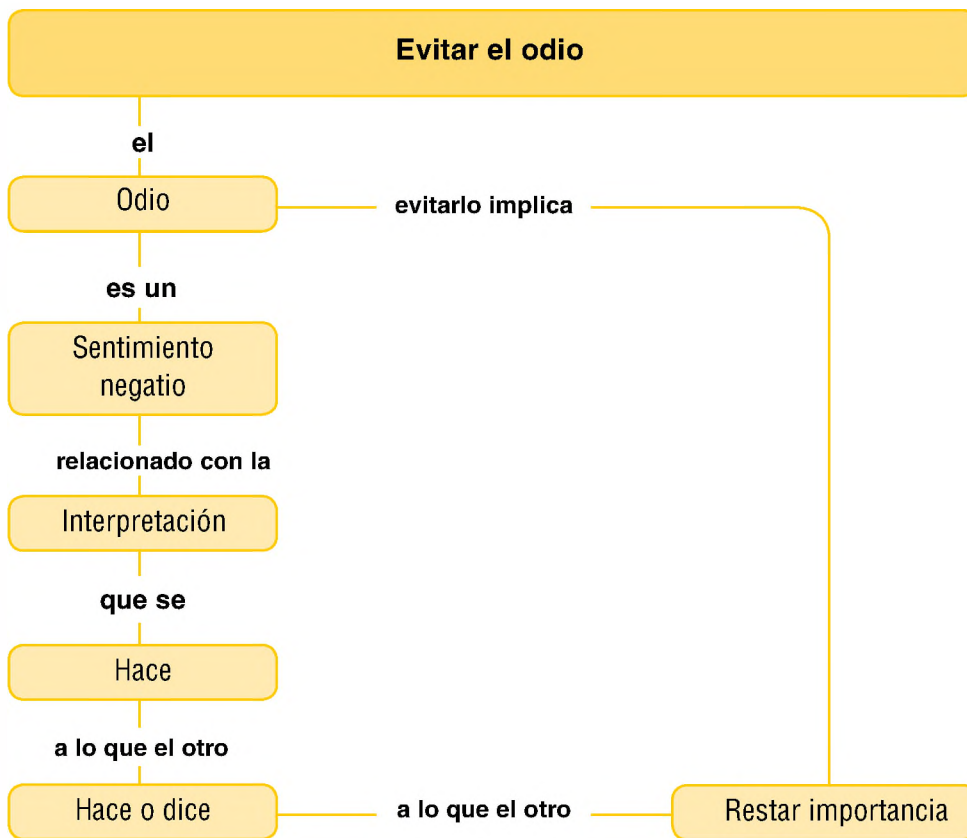 Evitar el odio
el
Odio
evitarlo implica
es un
Sentimiento
negatio
relacionado con la
Interpretación
que se
Hace
a lo que el otro
Hace o dice
a lo que el otro
Restar importancia